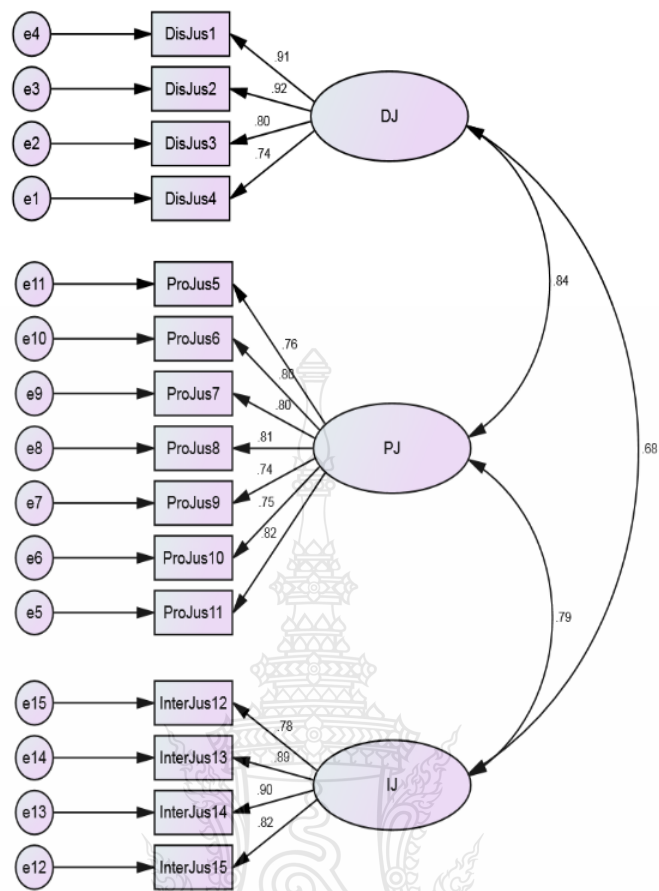 e4
DisJus1
.91
e3
DisJus2
.92
DJ
e2
DisJus3
.80
e1
DisJus4
.74
e11
ProJus5
.76
.84
e10
ProJus6
e9
ProJus7
.80
e8
ProJus8
.81
PJ
.68
e7
ProJus9
.74
e6
ProJus10
.75
e5
ProJus11
.82
.79
e15
InterJus12
.78
e14
InterJus13
.89
IJ
e13
InterJus14
.90
e12
InterJus15
.82